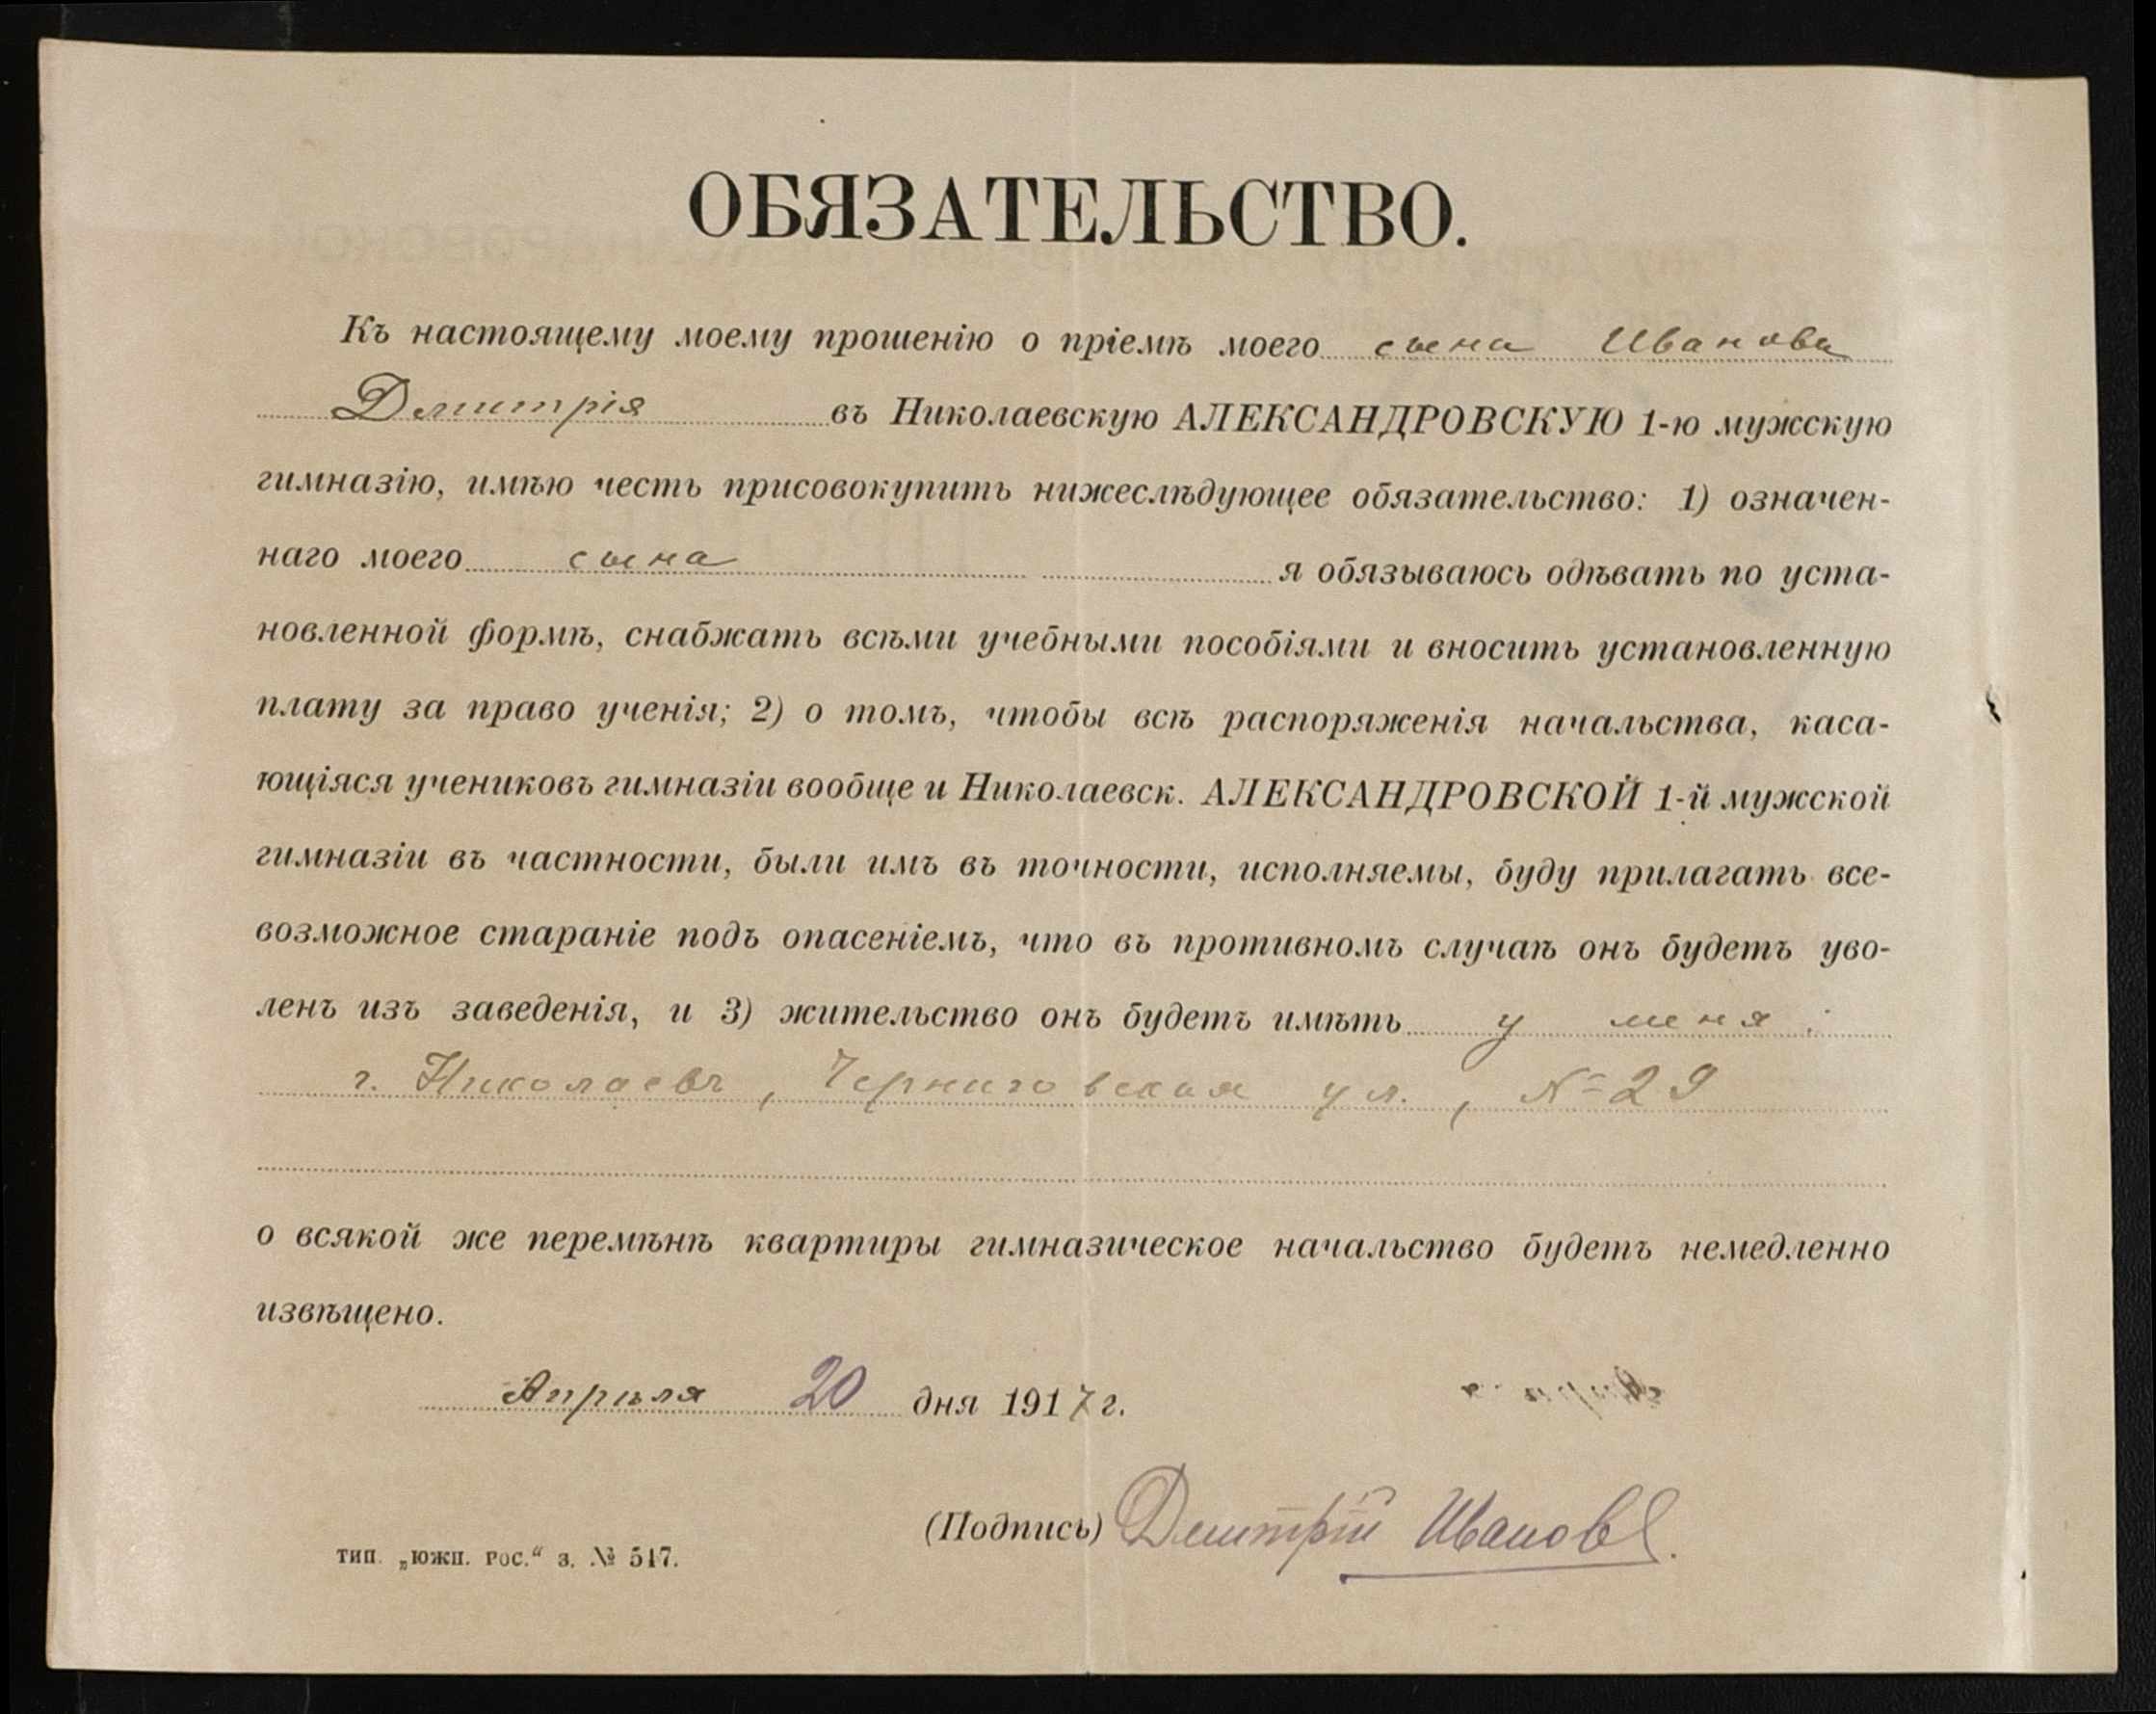 ОБЯЗАТЕЛЬСТВО.
Къ настоящему моему прошенію о пріемѣ моего сына Иванова
Дмитрія въ Николаевскую АЛЕКСАНДРОВСКУЮ 1-ю мужскую
гимназію, имѣю честь присовокупить нижеслѣдующее обязательство: 1) означен-
наго моего сына я обязываюсь одѣвать по уста-
новленной формѣ, снабжать всѣми учебными пособіями и вносить установленную
плату за право ученія; 2) о томъ, чтобы всѣ распоряженія начальства, каса-
ющіяся учениковъ гимназіи вообще и Николаевск. АЛЕКСАНДРОВСКОЙ 1-й мужской
гимназіи въ частности, были имъ въ точности, исполняемы, буду прилагать все-
возможное стараніе подъ опасеніемъ, что въ противномъ случаѣ онъ будетъ уво-
ленъ изъ заведенія, и 3) жительство онъ будетъ имѣть у меня:
г. Николаевъ, Черниговская ул., № 29
о всякой же перемѣнѣ квартиры гимназическое начальство будетъ немедленно
извѣщено.
Апрѣля 20 дня 1917 г.
(Подпись) Дмитрій Ивановъ.
тип. „южн. рос.“ з. № 517.